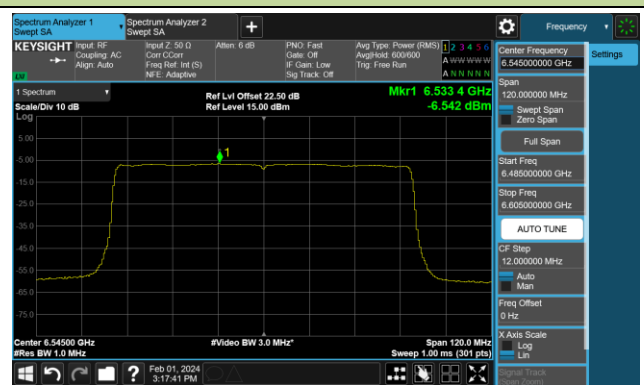 Spectrum Analyzer 1
Swept SA
Spectrum Analyzer 2
Swept SA
Frequency
KEYSIGHT
Input: RF
Coupling: AC
Align: Auto
Input Z: 50 Ω
Corr CCorr
Freq Ref: Int (S)
NFE: Adaptive
Atten: 6 dB
PNO: Fast
Gate: Off
IF Gain: Low
Sig Track: Off
Avg Type: Power (RMS)
Avg|Hold: 600/600
Trig: Free Run
1 2 3 4 5 6
A W W W W W
A N N N N N
LW
1 Spectrum
Scale/Div 10 dB
Log
Ref Lvl Offset 22.50 dB
Ref Level 15.00 dBm
Mkr1 6.533 4 GHz
-6.542 dBm
1
5.00
-5.00
-15.0
-25.0
-35.0
-45.0
-55.0
-65.0
-75.0
Center 6.54500 GHz
#Res BW 1.0 MHz
#Video BW 3.0 MHz*
Span 120.0 MHz
Sweep 1.00 ms (301 pts)
Feb 01, 2024
3:17:41 PM
Center Frequency
6.545000000 GHz
Settings
Span
120.000000 MHz
Swept Span
Zero Span
Full Span
Start Freq
6.485000000 GHz
Stop Freq
6.605000000 GHz
AUTO TUNE
CF Step
12.000000 MHz
Auto
Man
Freq Offset
0 Hz
X Axis Scale
Log
Lin
Signal Track
(Span Zoom)